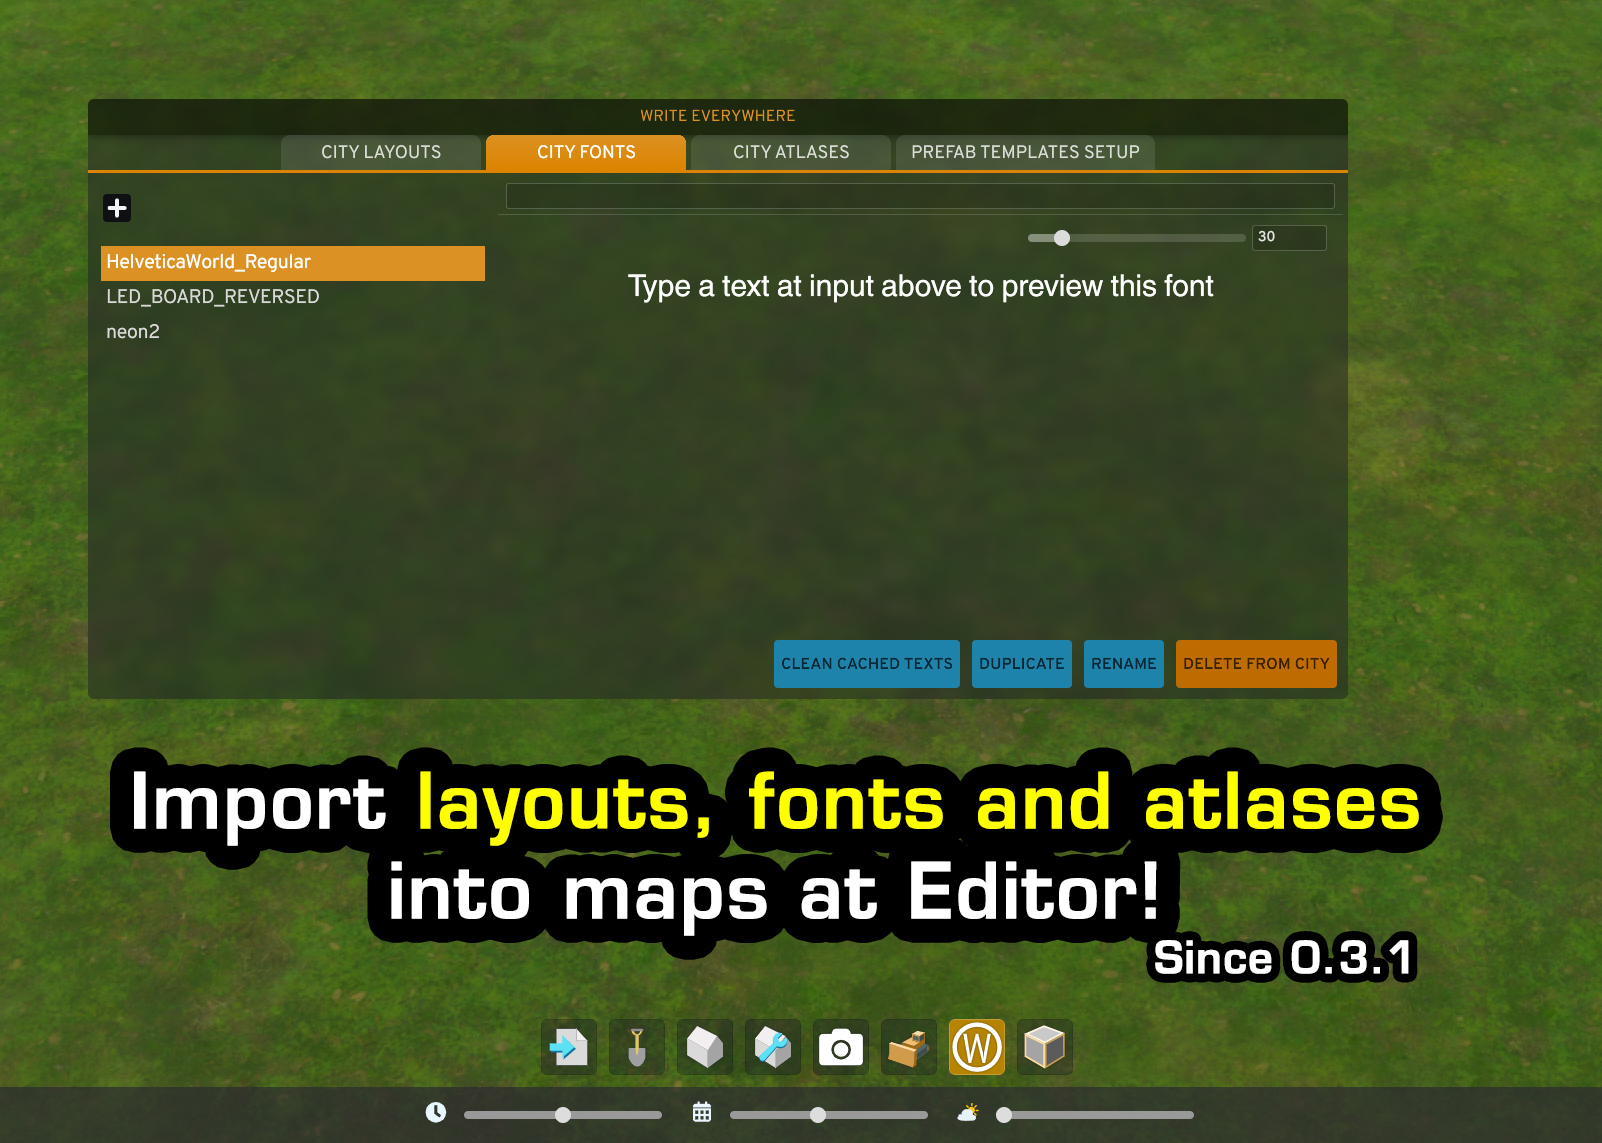 WRITE EVERYWHERE
CITY LAYOUTS
CITY FONTS
CITY ATLASES
PREFAB TEMPLATES SETUP
30
HelveticaWorld_Regular
LED_BOARD_REVERSED
neon2
Type a text at input above to preview this font
CLEAN CACHED TEXTS
DUPLICATE
RENAME
DELETE FROM CITY
Import layouts, fonts and atlases
into maps at Editor!
Since 0.3.1
W